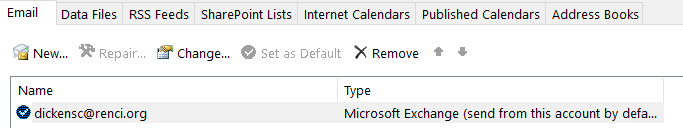 Email Data Files RSS Feeds SharePoint Lists Internet Calendars Published Calendars Address Books
New... Repair... Change... Set as Default Remove
Name Type
dickensc@renci.org Microsoft Exchange (send from this account by defa...